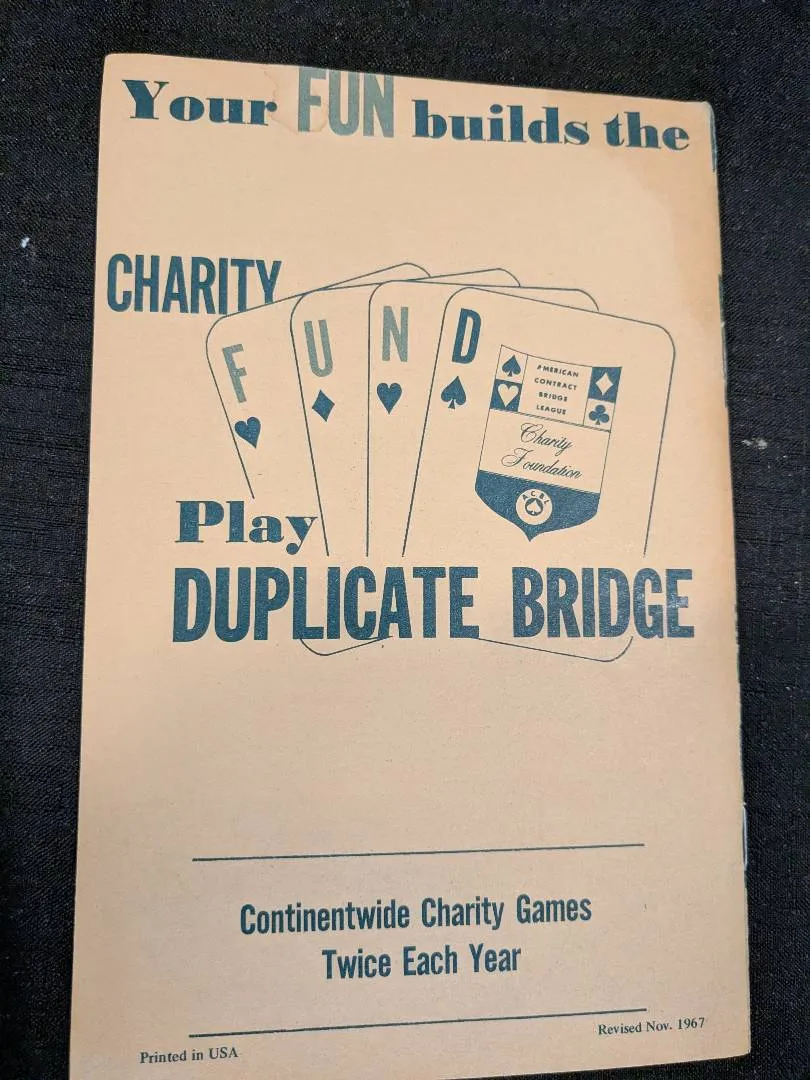 Your FUN builds the
CHARITY
F U N D
AMERICAN
CONTRACT
BRIDGE
LEAGUE
Charity
Foundation
ACBL
Play
DUPLICATE BRIDGE
Continentwide Charity Games
Twice Each Year
Revised Nov. 1967
Printed in USA